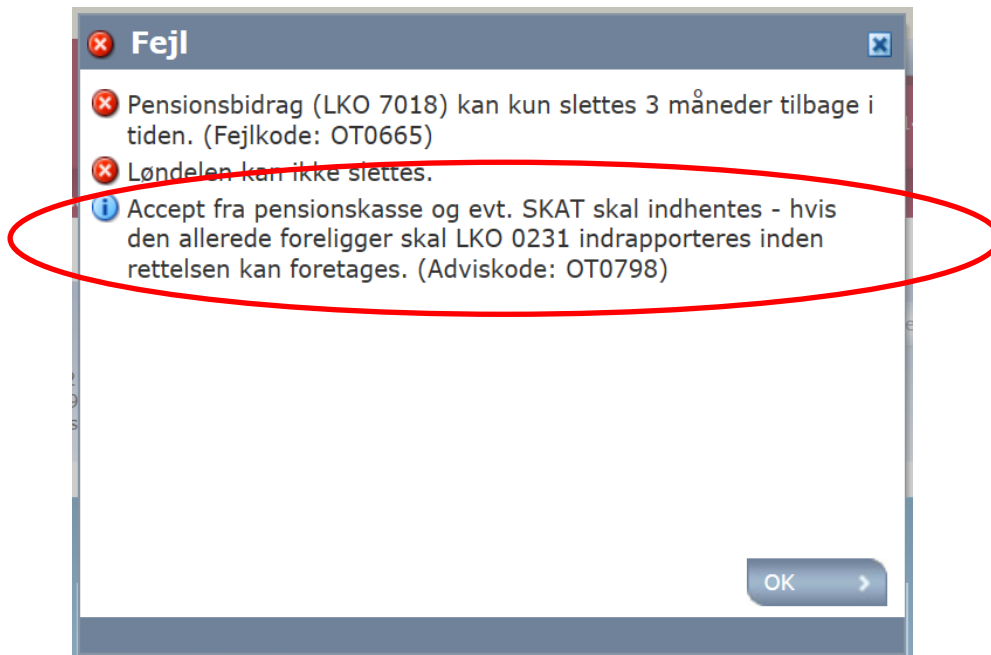 Fejl
Pensionsbidrag (LKO 7018) kan kun slettes 3 måneder tilbage i
tiden. (Fejlkode: OT0665)
Løndelen kan ikke slettes.
Accept fra pensionskasse og evt. SKAT skal indhentes - hvis
den allerede foreligger skal LKO 0231 indrapporteres inden
rettelsen kan foretages. (Adviskode: OT0798)
OK